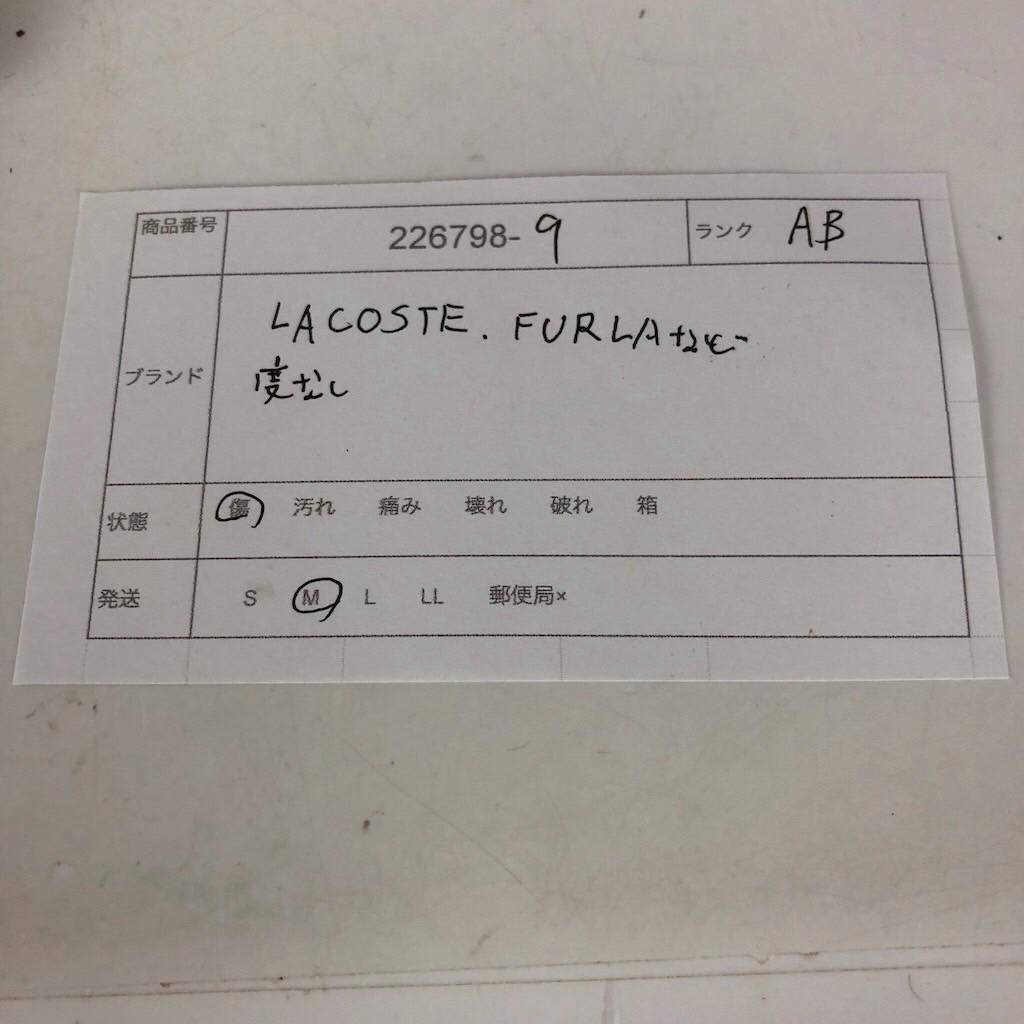 商品番号 226798-9 ランク AB
LACOSTE. FURLAなど
ブランド
度なし
状態 傷 汚れ 痛み 壊れ 破れ 箱
発送 S M L LL 郵便局×